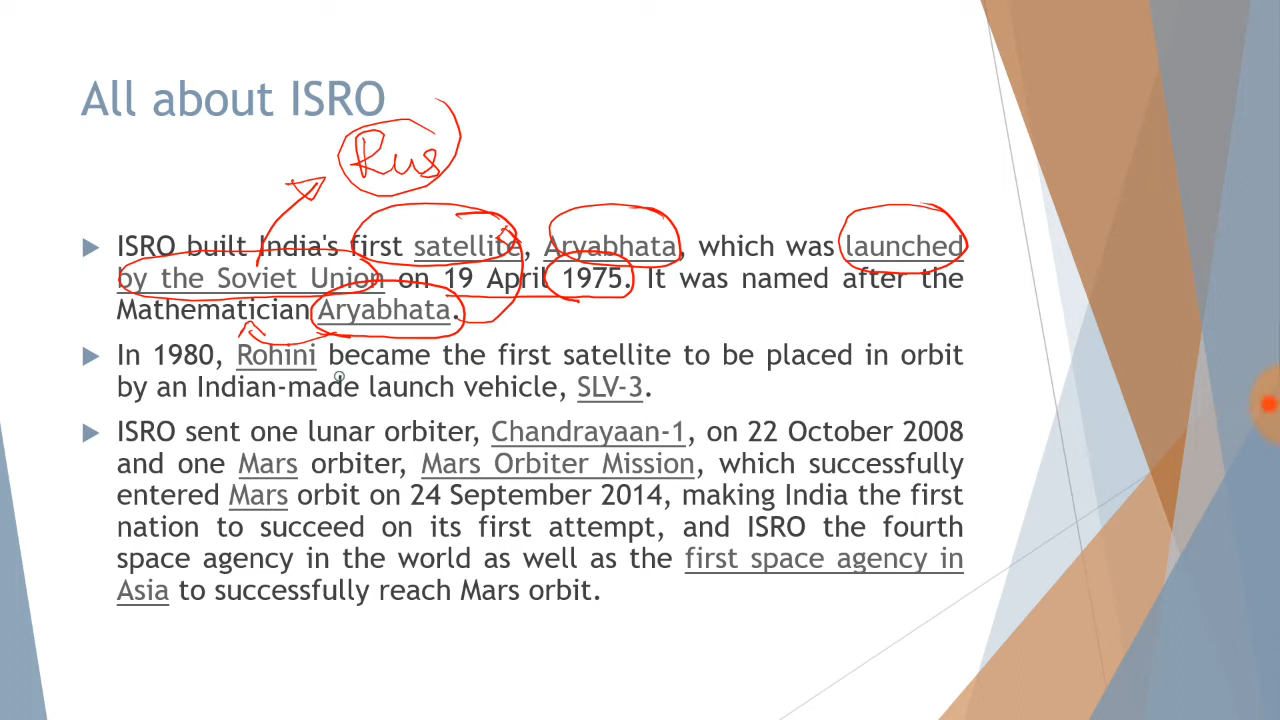 All about ISRO
Rus
ISRO built India's first satellite, Aryabhata, which was launched
by the Soviet Union on 19 April 1975. It was named after the
Mathematician Aryabhata.
In 1980, Rohini became the first satellite to be placed in orbit
by an Indian-made launch vehicle, SLV-3.
ISRO sent one lunar orbiter, Chandrayaan-1, on 22 October 2008
and one Mars orbiter, Mars Orbiter Mission, which successfully
entered Mars orbit on 24 September 2014, making India the first
nation to succeed on its first attempt, and ISRO the fourth
space agency in the world as well as the first space agency in
Asia to successfully reach Mars orbit.